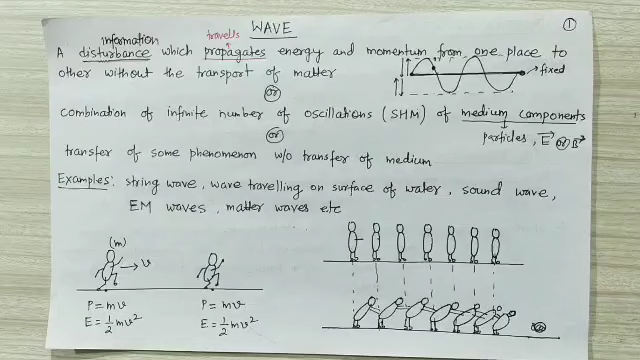 WAVE
①
information
travells
A disturbance which propagates energy and momentum from one place to
other without the transport of matter
fixed
or
combination of infinite number of oscillations (SHM) of medium components
particles, E or B
or
transfer of some phenomenon w/o transfer of medium
Examples: string wave, wave travelling on surface of water, sound wave,
EM waves, matter waves etc
(m)
v
P = mv
P = mv
E = 1/2 mv²
E = 1/2 mv²